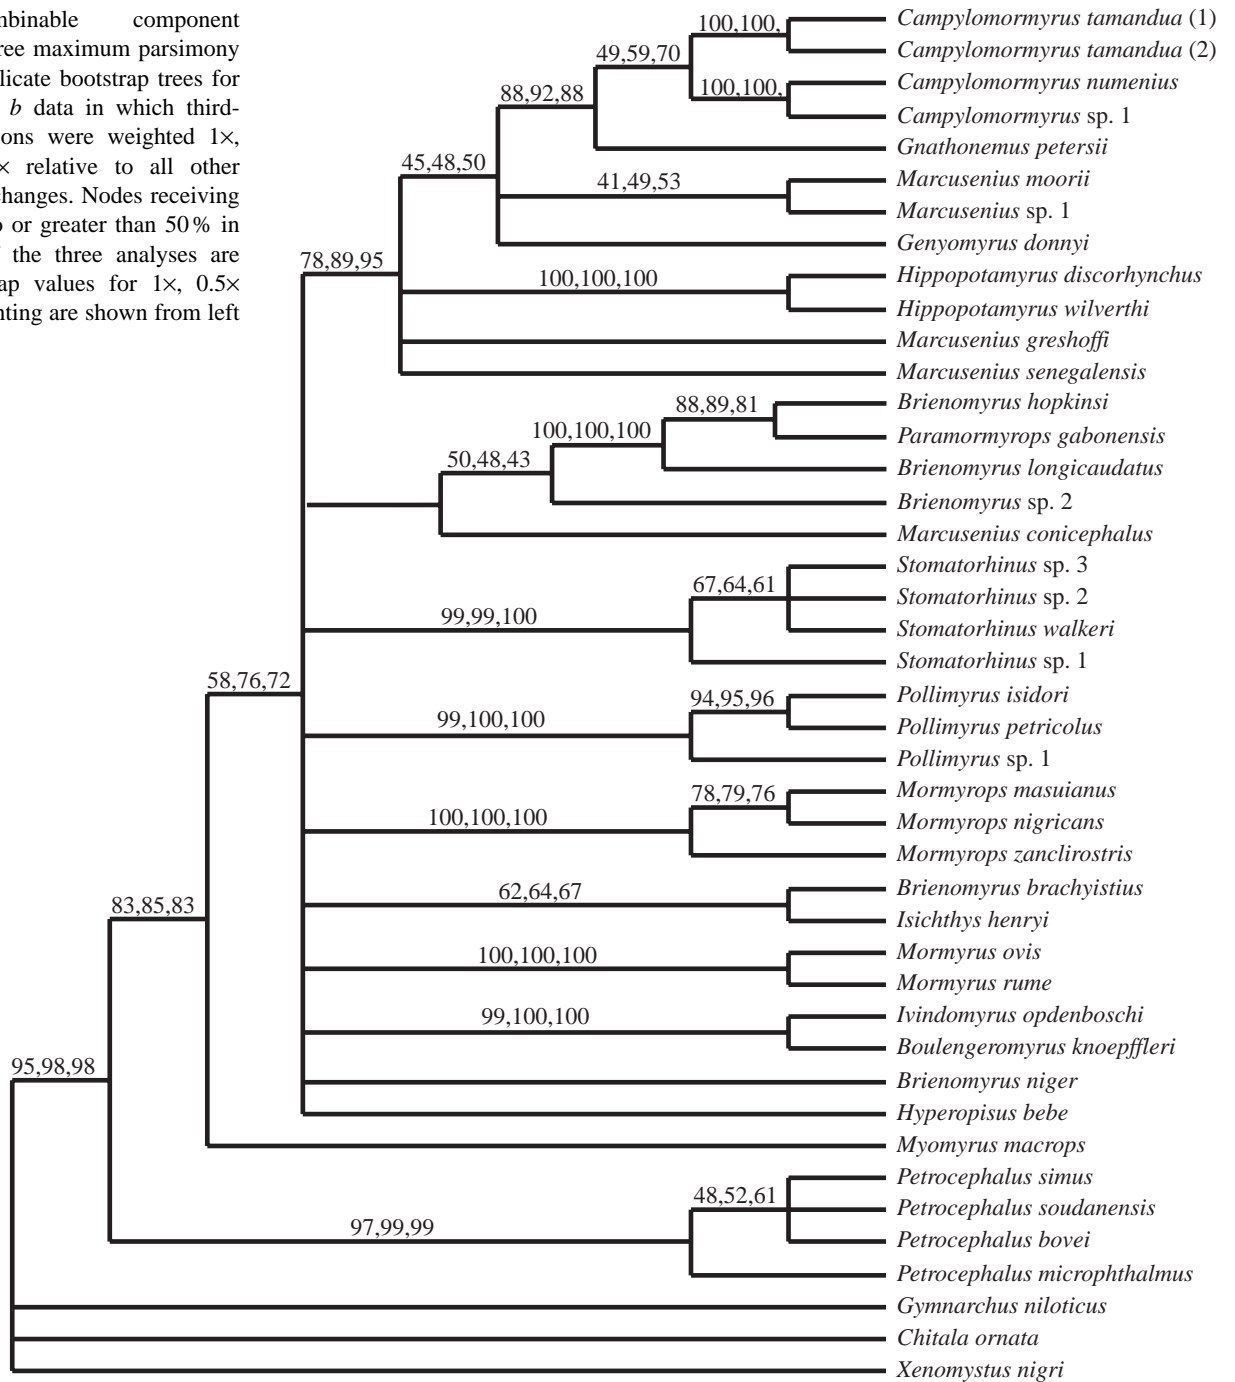 mbinable component
ree maximum parsimony
licate bootstrap trees for
b data in which third-
ons were weighted 1×,
× relative to all other
changes. Nodes receiving
o or greater than 50 % in
the three analyses are
ap values for 1×, 0.5×
nting are shown from left
100,100,
Campylomormyrus tamandua (1)
49,59,70
Campylomormyrus tamandua (2)
88,92,88
100,100,
Campylomormyrus numenius
Campylomormyrus sp. 1
Gnathonemus petersii
45,48,50
41,49,53
Marcusenius moorii
Marcusenius sp. 1
Genyomyrus donnyi
78,89,95
100,100,100
Hippopotamyrus discorhynchus
Hippopotamyrus wilverthi
Marcusenius greshoffi
Marcusenius senegalensis
88,89,81
Brienomyrus hopkinsi
100,100,100
Paramormyrops gabonensis
50,48,43
Brienomyrus longicaudatus
Brienomyrus sp. 2
Marcusenius conicephalus
Stomatorhinus sp. 3
67,64,61
Stomatorhinus sp. 2
99,99,100
Stomatorhinus walkeri
Stomatorhinus sp. 1
58,76,72
94,95,96
Pollimyrus isidori
99,100,100
Pollimyrus petricolus
Pollimyrus sp. 1
78,79,76
Mormyrops masuianus
100,100,100
Mormyrops nigricans
Mormyrops zanclirostris
62,64,67
Brienomyrus brachyistius
83,85,83
Isichthys henryi
100,100,100
Mormyrus ovis
Mormyrus rume
99,100,100
Ivindomyrus opdenboschi
Boulengeromyrus knoepffleri
95,98,98
Brienomyrus niger
Hyperopisus bebe
Myomyrus macrops
Petrocephalus simus
48,52,61
Petrocephalus soudanensis
97,99,99
Petrocephalus bovei
Petrocephalus microphthalmus
Gymnarchus niloticus
Chitala ornata
Xenomystus nigri